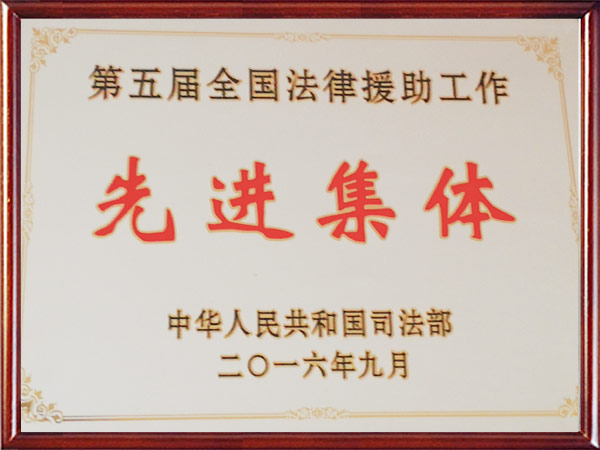 第五届全国法律援助工作
先进集体
中华人民共和国司法部
二〇一六年九月